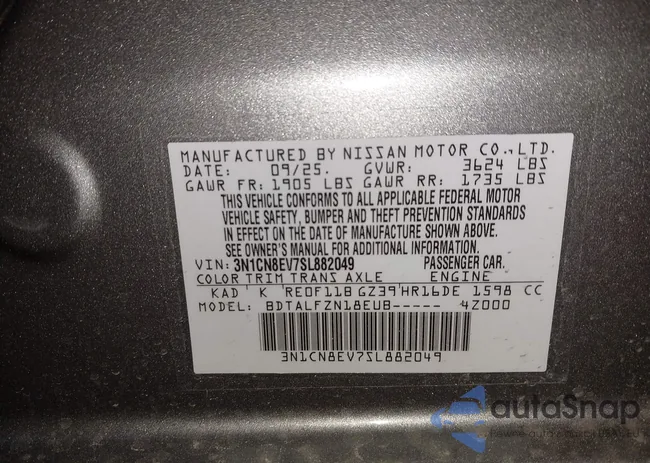 MANUFACTURED BY NISSAN MOTOR CO., LTD.
DATE: 09/25. GVWR: 3624 LBS
GAWR FR: 1905 LBS GAWR RR: 1735 LBS
THIS VEHICLE CONFORMS TO ALL APPLICABLE FEDERAL MOTOR
VEHICLE SAFETY, BUMPER AND THEFT PREVENTION STANDARDS
IN EFFECT ON THE DATE OF MANUFACTURE SHOWN ABOVE.
SEE OWNER'S MANUAL FOR ADDITIONAL INFORMATION.
VIN: 3N1CN8EV7SL882049 PASSENGER CAR.
COLOR TRIM TRANS AXLE ENGINE
KAD K RE0F11B GZ39 HR16DE 1598 CC
MODEL: BDTALFZN18EUB----- 4Z000
3N1CN8EV7SL882049
autoSnap